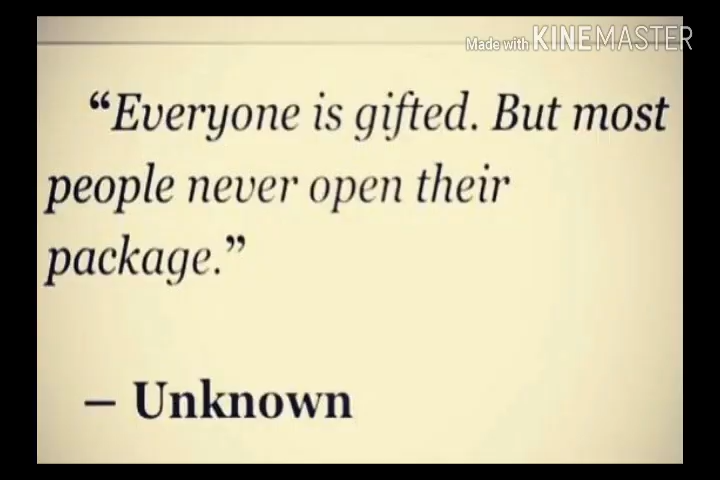 Made with KINEMASTER
“Everyone is gifted. But most
people never open their
package.”
– Unknown